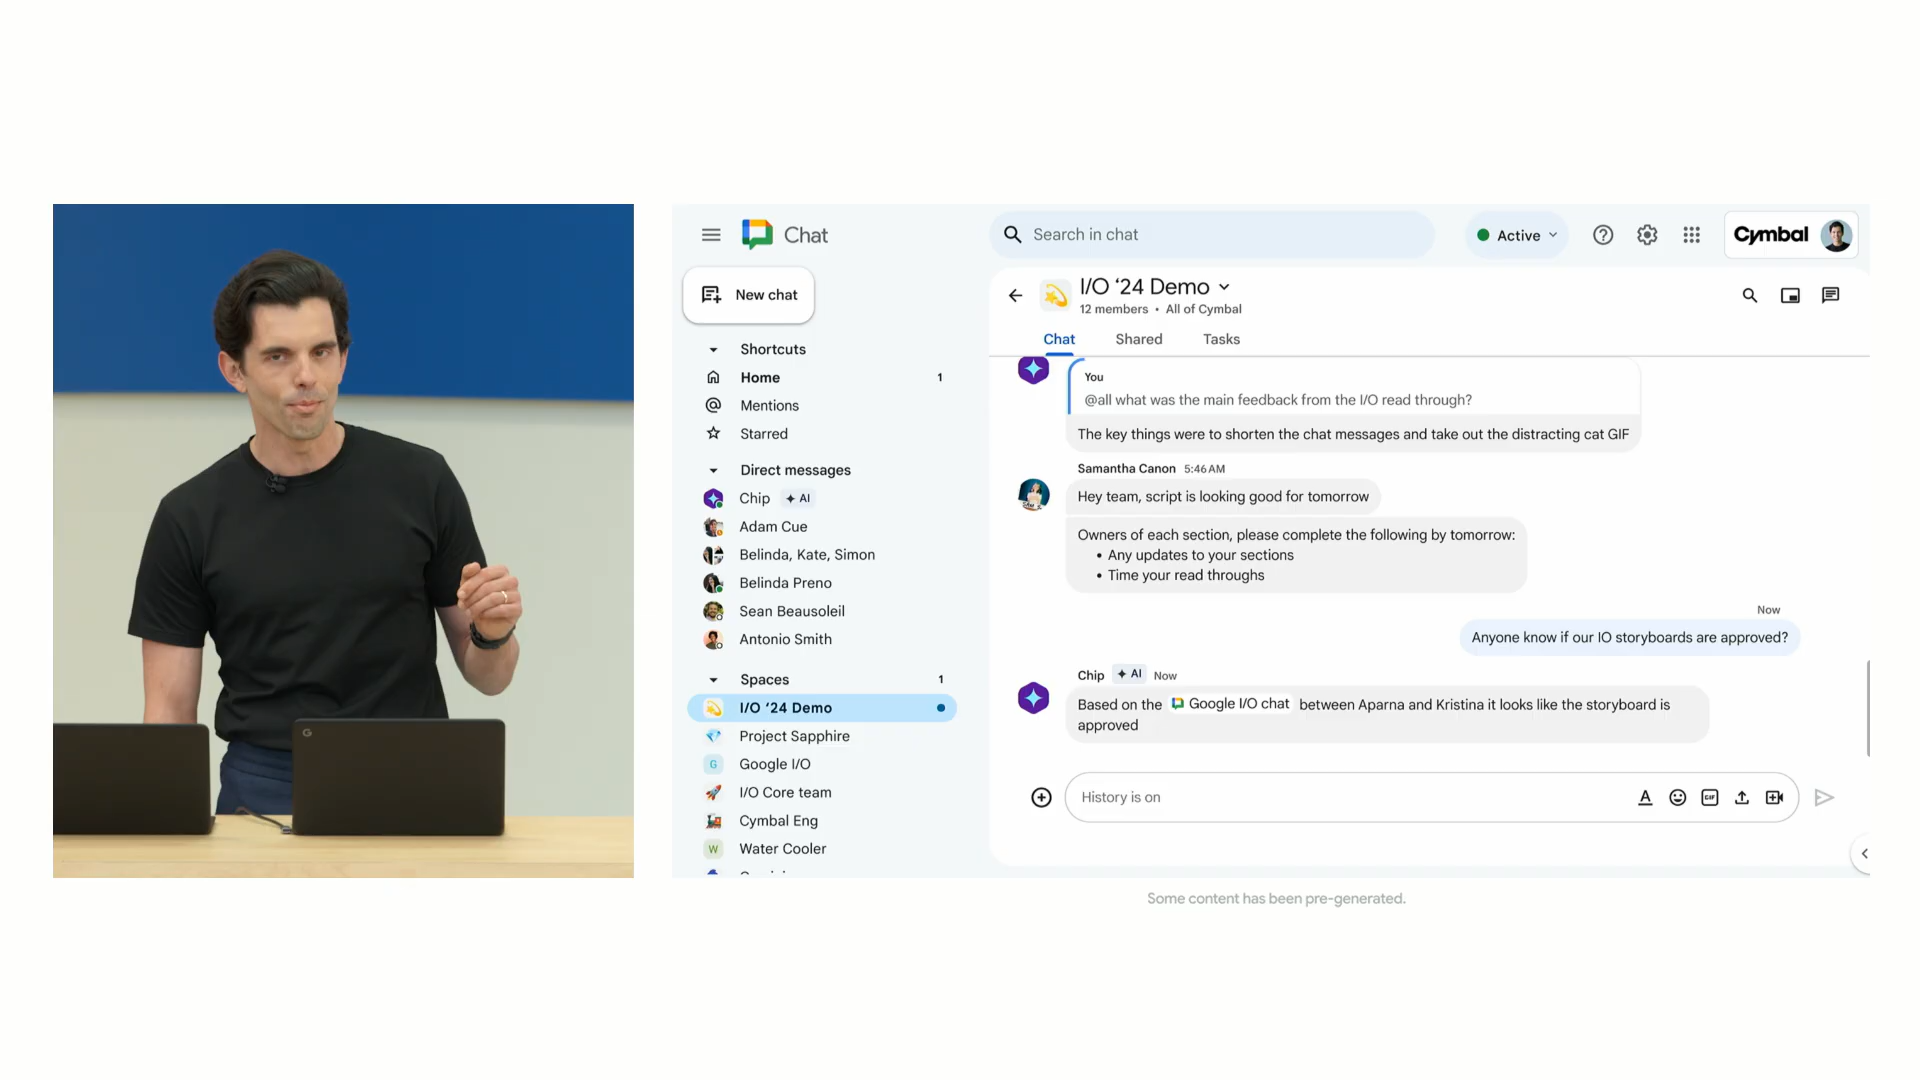 Chat
Search in chat
Active
Cymbal
New chat
Shortcuts
Home 1
Mentions
Starred
Direct messages
Chip AI
Adam Cue
Belinda, Kate, Simon
Belinda Preno
Sean Beausoleil
Antonio Smith
Spaces 1
I/O ‘24 Demo
Project Sapphire
G Google I/O
I/O Core team
Cymbal Eng
W Water Cooler
I/O ‘24 Demo
12 members • All of Cymbal
Chat Shared Tasks
You
@all what was the main feedback from the I/O read through?
The key things were to shorten the chat messages and take out the distracting cat GIF
Samantha Canon 5:46 AM
Hey team, script is looking good for tomorrow
Owners of each section, please complete the following by tomorrow:
• Any updates to your sections
• Time your read throughs
Now
Anyone know if our IO storyboards are approved?
Chip AI Now
Based on the Google I/O chat between Aparna and Kristina it looks like the storyboard is
approved
History is on
GIF
Some content has been pre-generated.
G